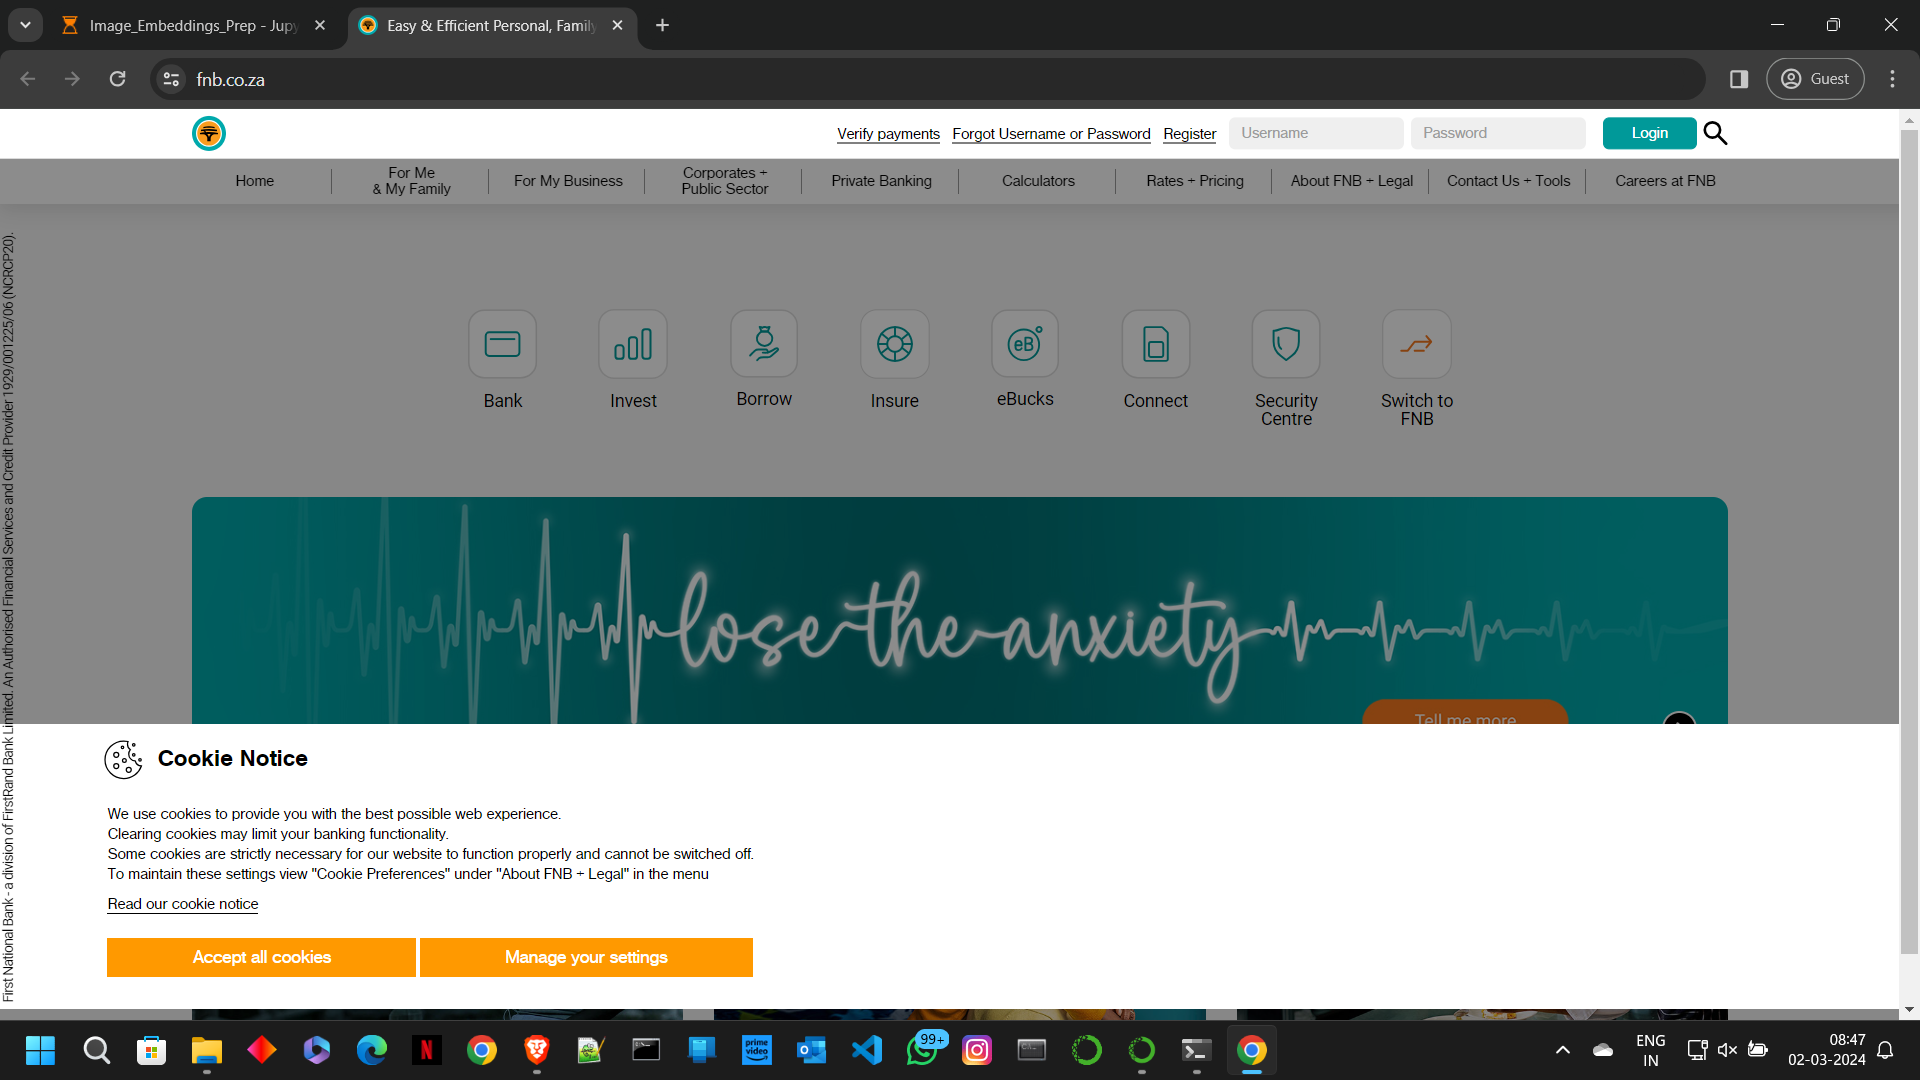 Image_Embeddings_Prep - Jupy
Easy & Efficient Personal, Family
fnb.co.za
Guest
Verify payments
Forgot Username or Password
Register
Username
Password
Login
Home
For Me
& My Family
For My Business
Corporates +
Public Sector
Private Banking
Calculators
Rates + Pricing
About FNB + Legal
Contact Us + Tools
Careers at FNB
First National Bank - a division of FirstRand Bank Limited. An Authorised Financial Services and Credit Provider 1929/001225/06 (NCRCP20).
Bank
Invest
Borrow
Insure
eB
eBucks
Connect
Security
Centre
Switch to
FNB
lose the anxiety
Tell me more
Cookie Notice
We use cookies to provide you with the best possible web experience.
Clearing cookies may limit your banking functionality.
Some cookies are strictly necessary for our website to function properly and cannot be switched off.
To maintain these settings view "Cookie Preferences" under "About FNB + Legal" in the menu
Read our cookie notice
Accept all cookies
Manage your settings
N
prime
video
99+
ENG
IN
08:47
02-03-2024